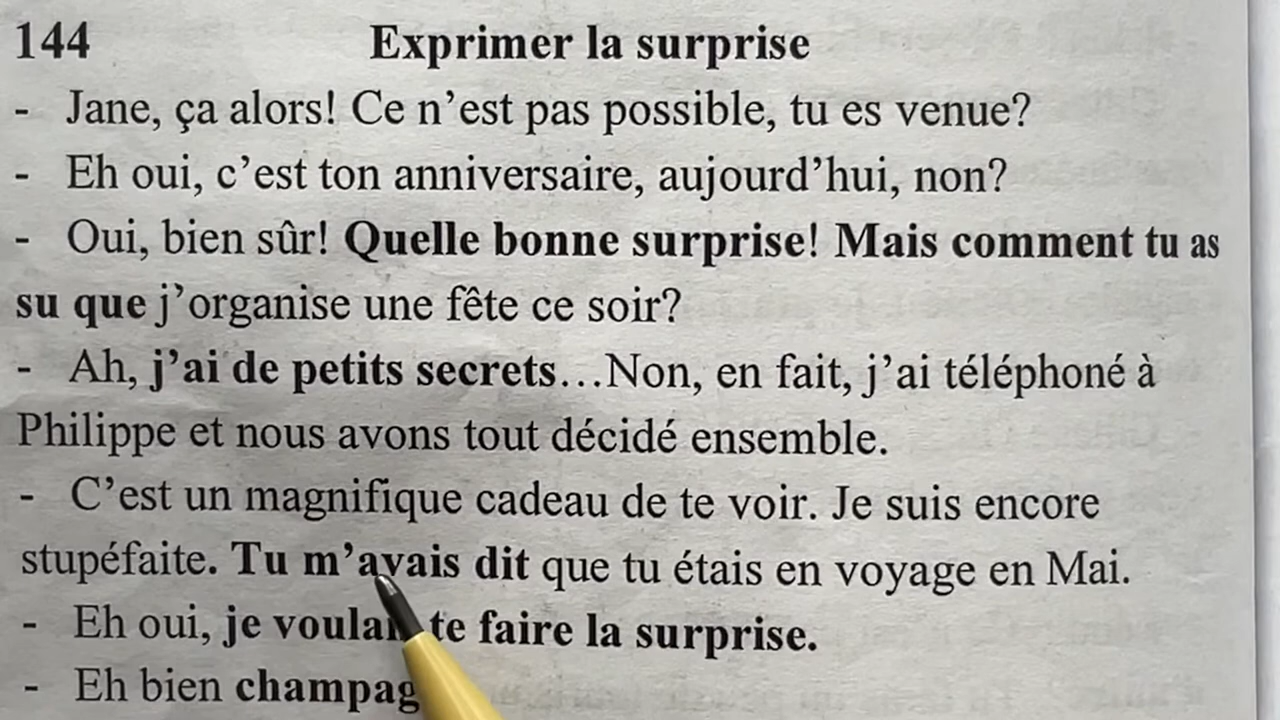 144 Exprimer la surprise
- Jane, ça alors! Ce n’est pas possible, tu es venue?
- Eh oui, c’est ton anniversaire, aujourd’hui, non?
- Oui, bien sûr! Quelle bonne surprise! Mais comment tu as
su que j’organise une fête ce soir?
- Ah, j’ai de petits secrets…Non, en fait, j’ai téléphoné à
Philippe et nous avons tout décidé ensemble.
- C’est un magnifique cadeau de te voir. Je suis encore
stupéfaite. Tu m’avais dit que tu étais en voyage en Mai.
- Eh oui, je te faire la surprise.
- Eh bien